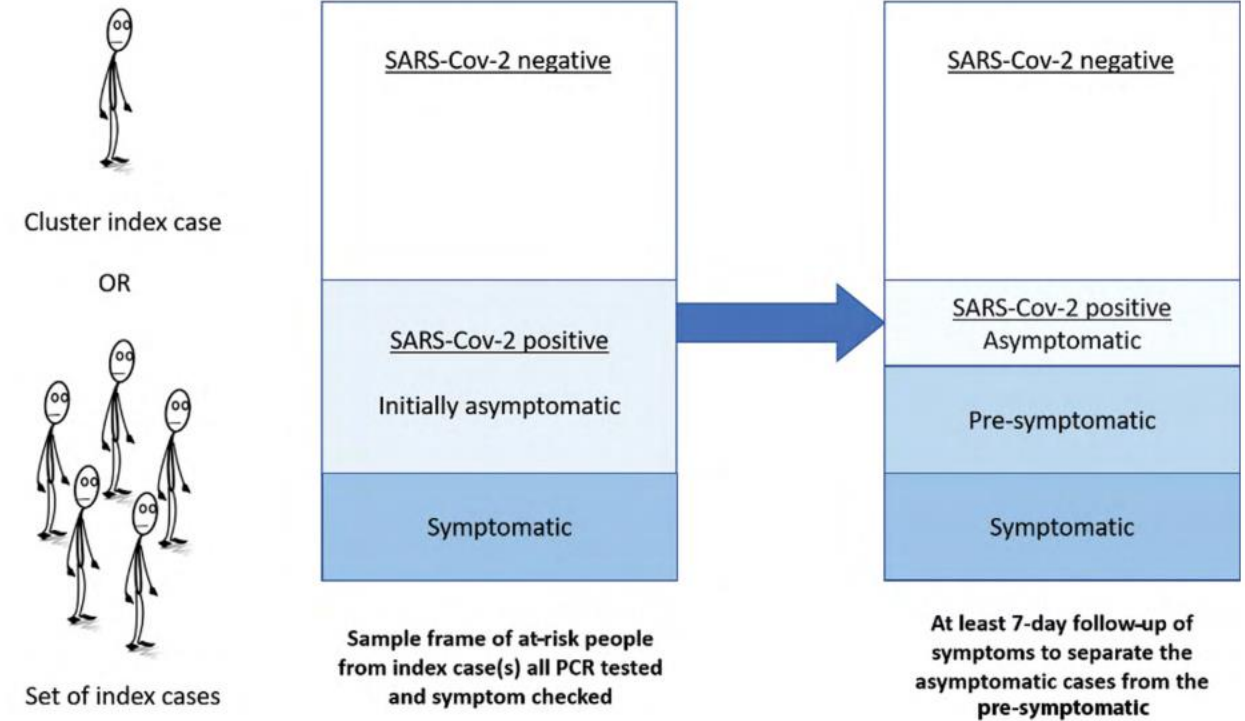 Cluster index case
OR
Set of index cases
SARS-Cov-2 negative
SARS-Cov-2 positive
Initially asymptomatic
Symptomatic
Sample frame of at-risk people
from index case(s) all PCR tested
and symptom checked
SARS-Cov-2 negative
SARS-Cov-2 positive
Asymptomatic
Pre-symptomatic
Symptomatic
At least 7-day follow-up of
symptoms to separate the
asymptomatic cases from the
pre-symptomatic